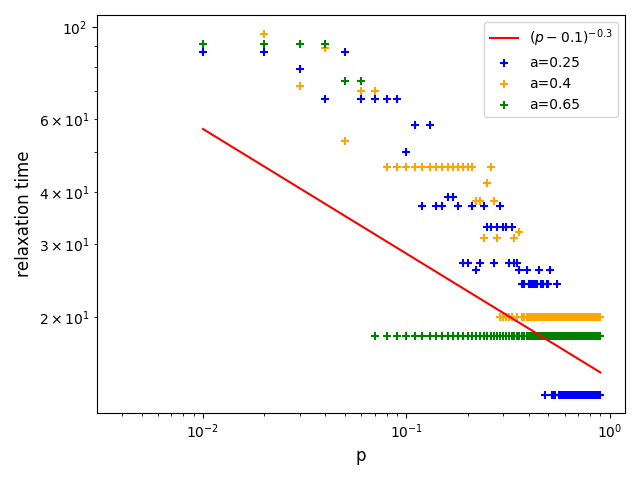 10²
6 × 10¹
4 × 10¹
3 × 10¹
2 × 10¹
relaxation time
(p − 0.1)⁻⁰·³
a=0.25
a=0.4
a=0.65
10⁻² 10⁻¹ 10⁰
p